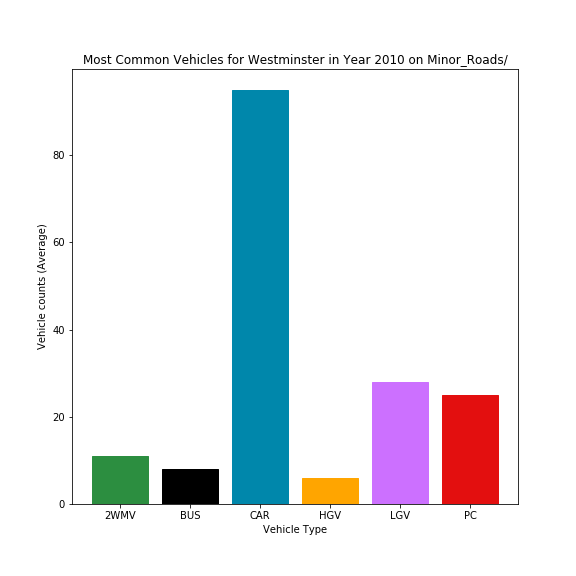 Most Common Vehicles for Westminster in Year 2010 on Minor_Roads/
Vehicle counts (Average)
80
60
40
20
0
2WMV BUS CAR HGV LGV PC
Vehicle Type